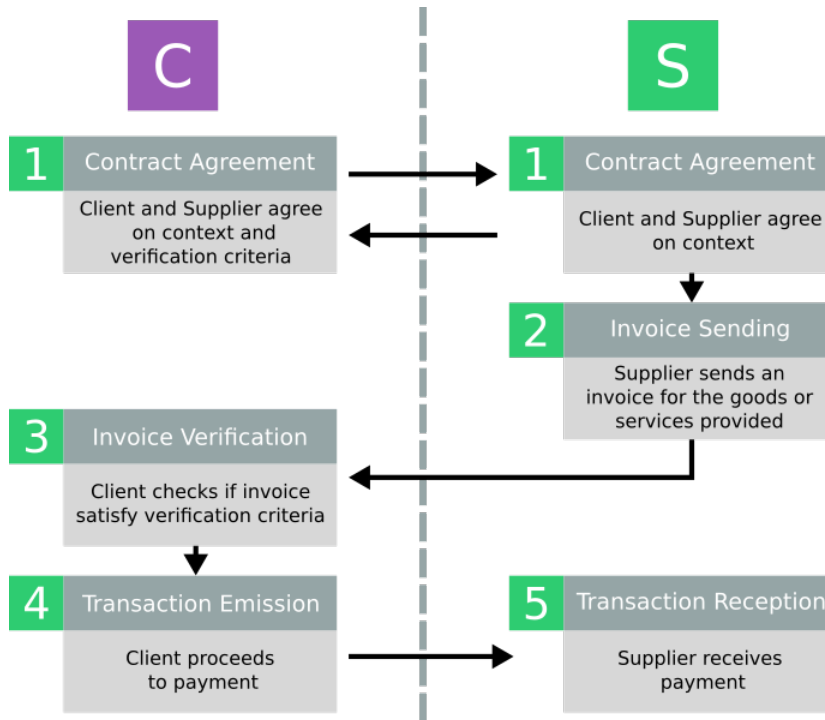 C
S
1
Contract Agreement
Client and Supplier agree
on context and
verification criteria
1
Contract Agreement
Client and Supplier agree
on context
2
Invoice Sending
Supplier sends an
invoice for the goods or
services provided
3
Invoice Verification
Client checks if invoice
satisfy verification criteria
4
Transaction Emission
Client proceeds
to payment
5
Transaction Reception
Supplier receives
payment